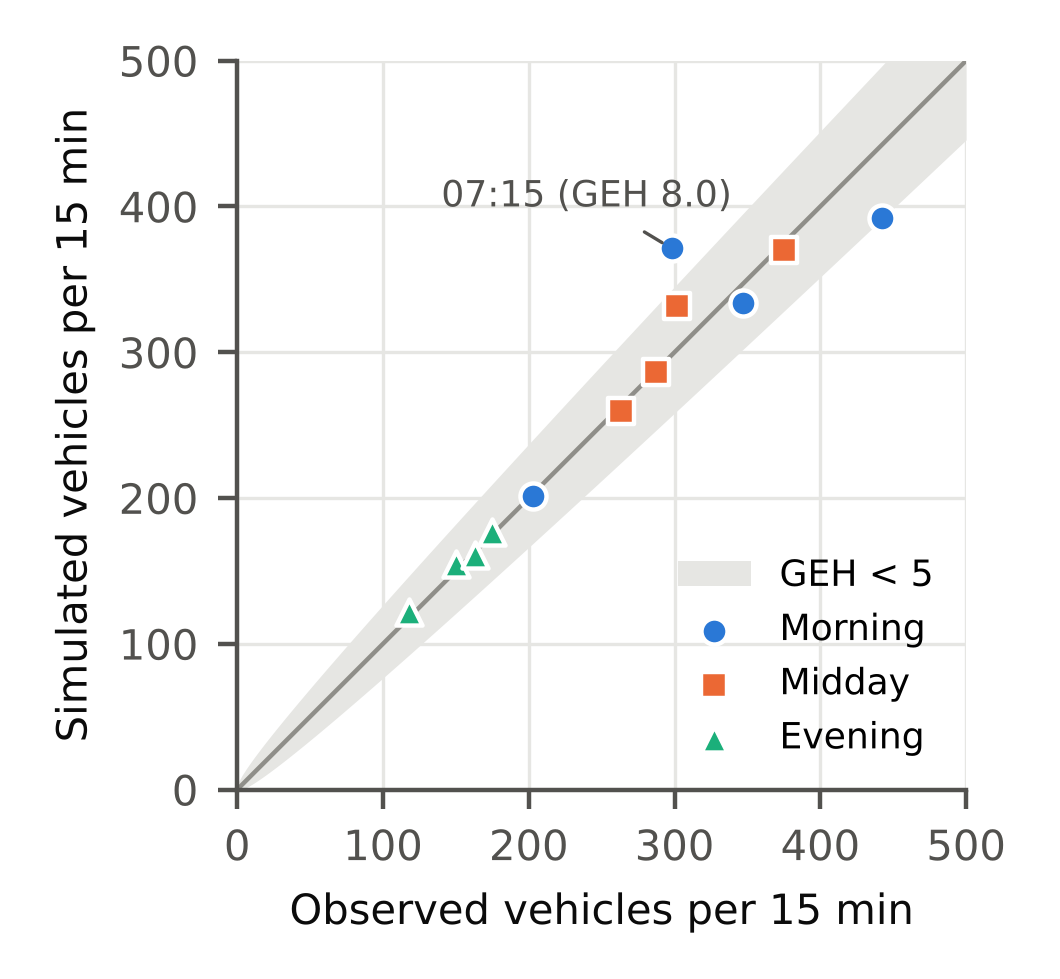 500
400
300
200
100
0
Simulated vehicles per 15 min
07:15 (GEH 8.0)
GEH < 5
Morning
Midday
Evening
0 100 200 300 400 500
Observed vehicles per 15 min